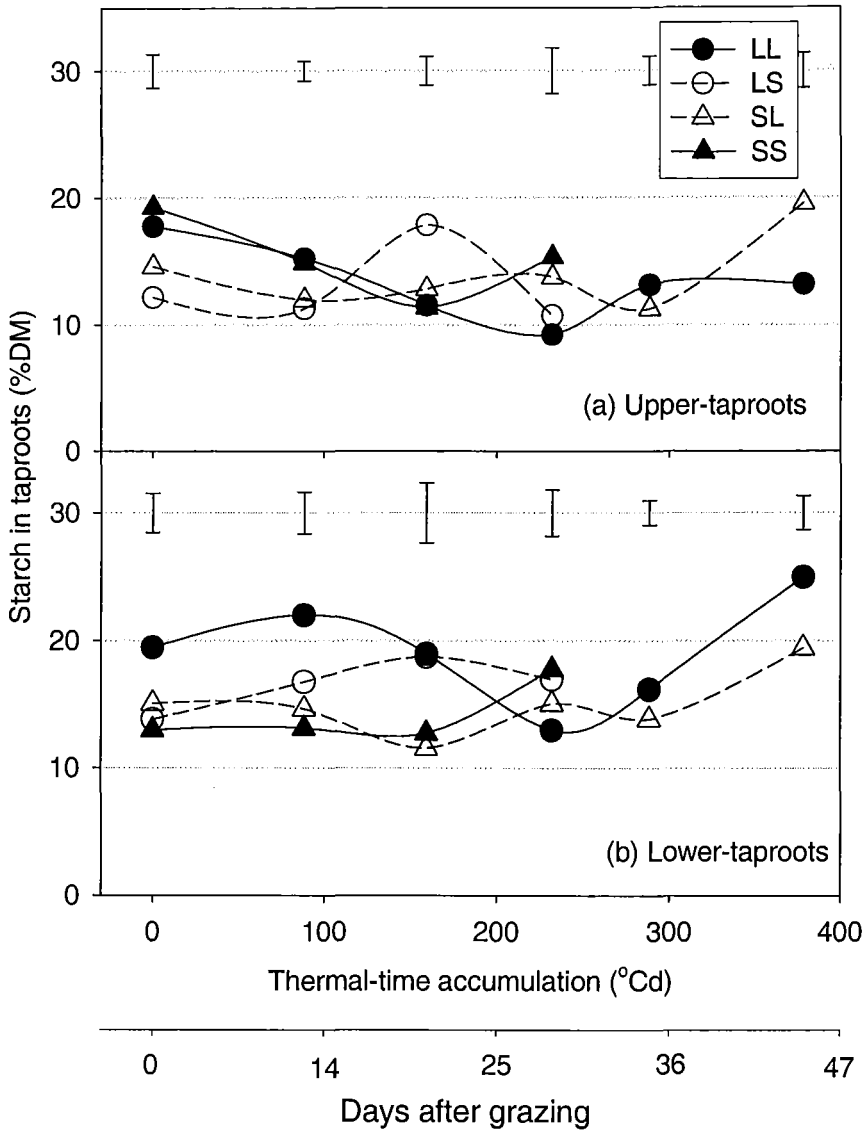 Starch in taproots (%DM)
30
20
10
0
LL
LS
SL
SS
(a) Upper-taproots
30
20
10
0
(b) Lower-taproots
0 100 200 300 400
Thermal-time accumulation (°Cd)
0 14 25 36 47
Days after grazing